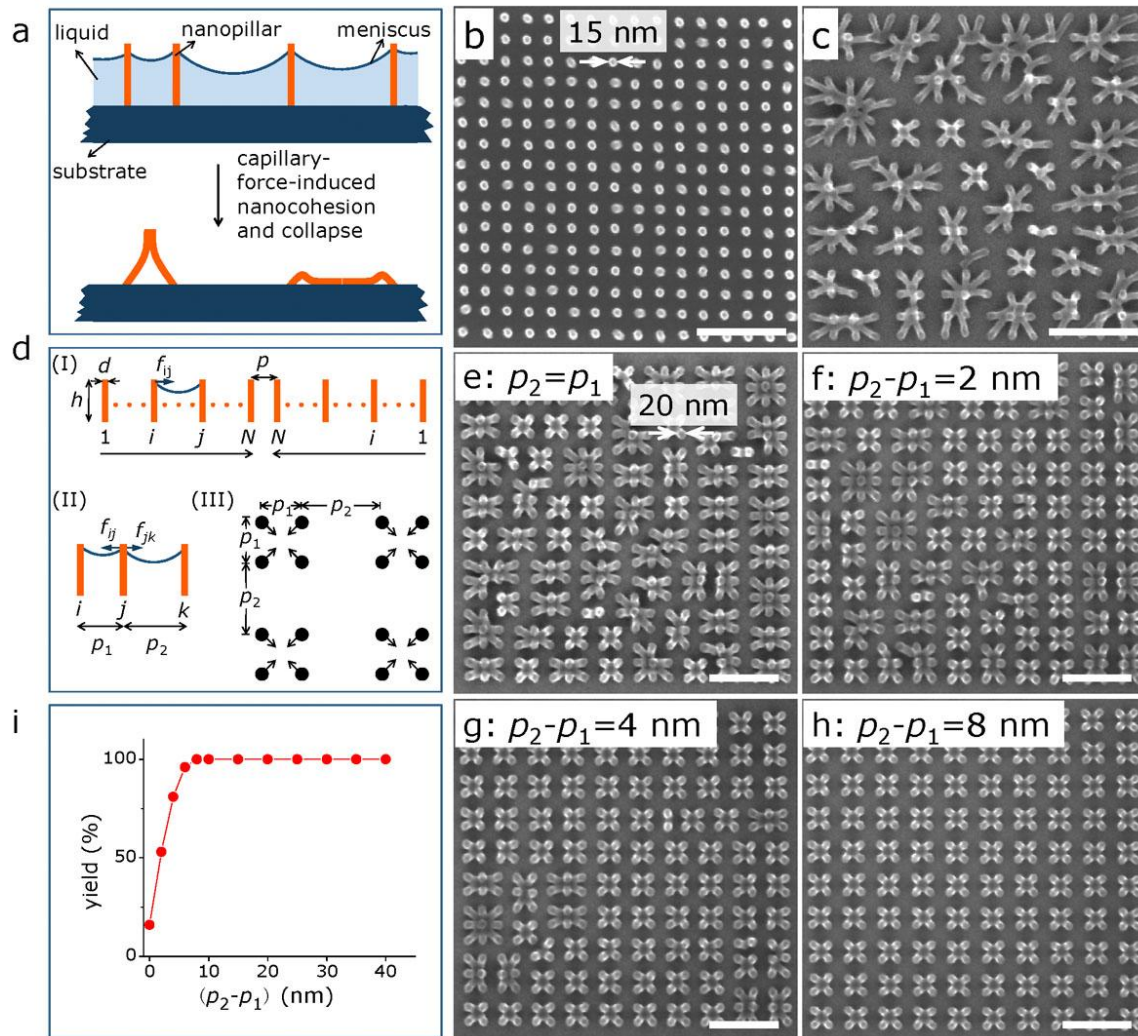 a
liquid
nanopillar
meniscus
substrate
capillary-
force-induced
nanocohesion
and collapse
b
15 nm
c
d
(I)
d
f_ij
p
h
1
i
j
N
N
i
1
(II)
f_ij
f_jk
i
j
k
p_1
p_2
(III)
p_1
p_2
p_1
p_2
e: p_2=p_1
20 nm
f: p_2-p_1=2 nm
g: p_2-p_1=4 nm
h: p_2-p_1=8 nm
i
100
50
0
yield (%)
0
10
20
30
40
(p_2-p_1) (nm)